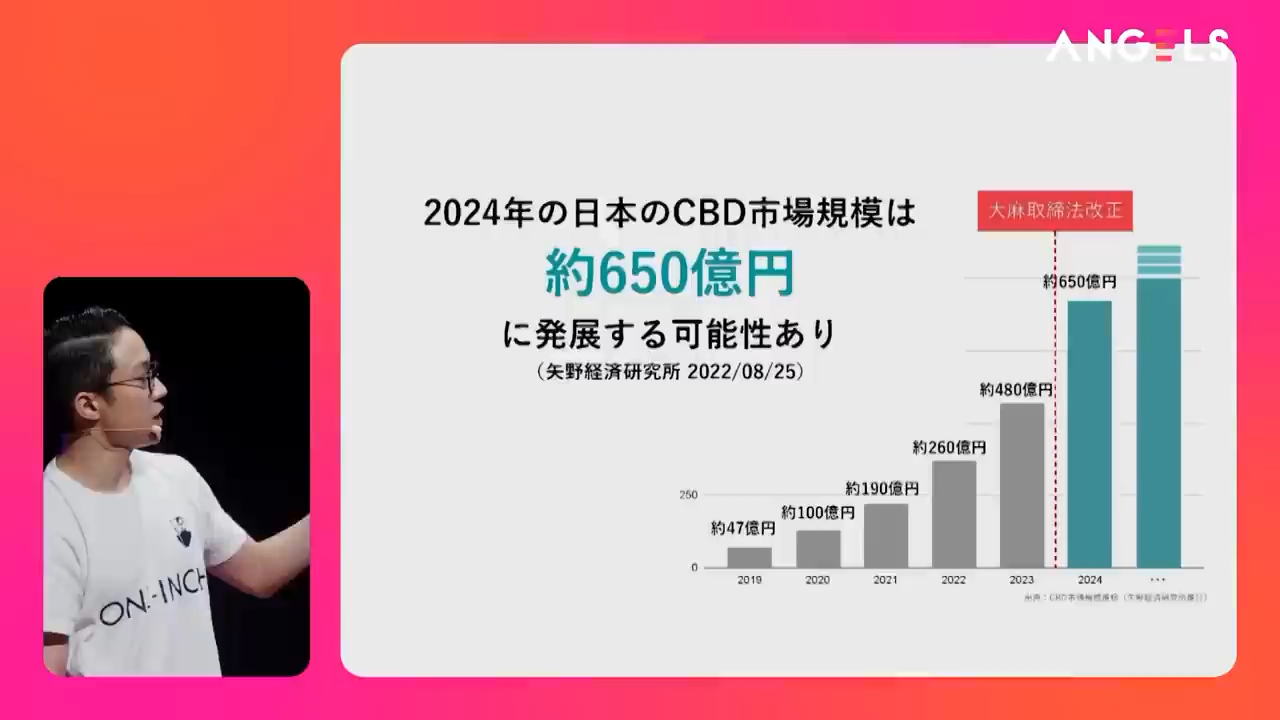 ANGELS
2024年の日本のCBD市場規模は
約650億円
に発展する可能性あり
（矢野経済研究所 2022/08/25）
大麻取締法改正
約650億円
約480億円
約260億円
約190億円
約100億円
約47億円
250
0
2019
2020
2021
2022
2023
2024
...
ON.-INCH